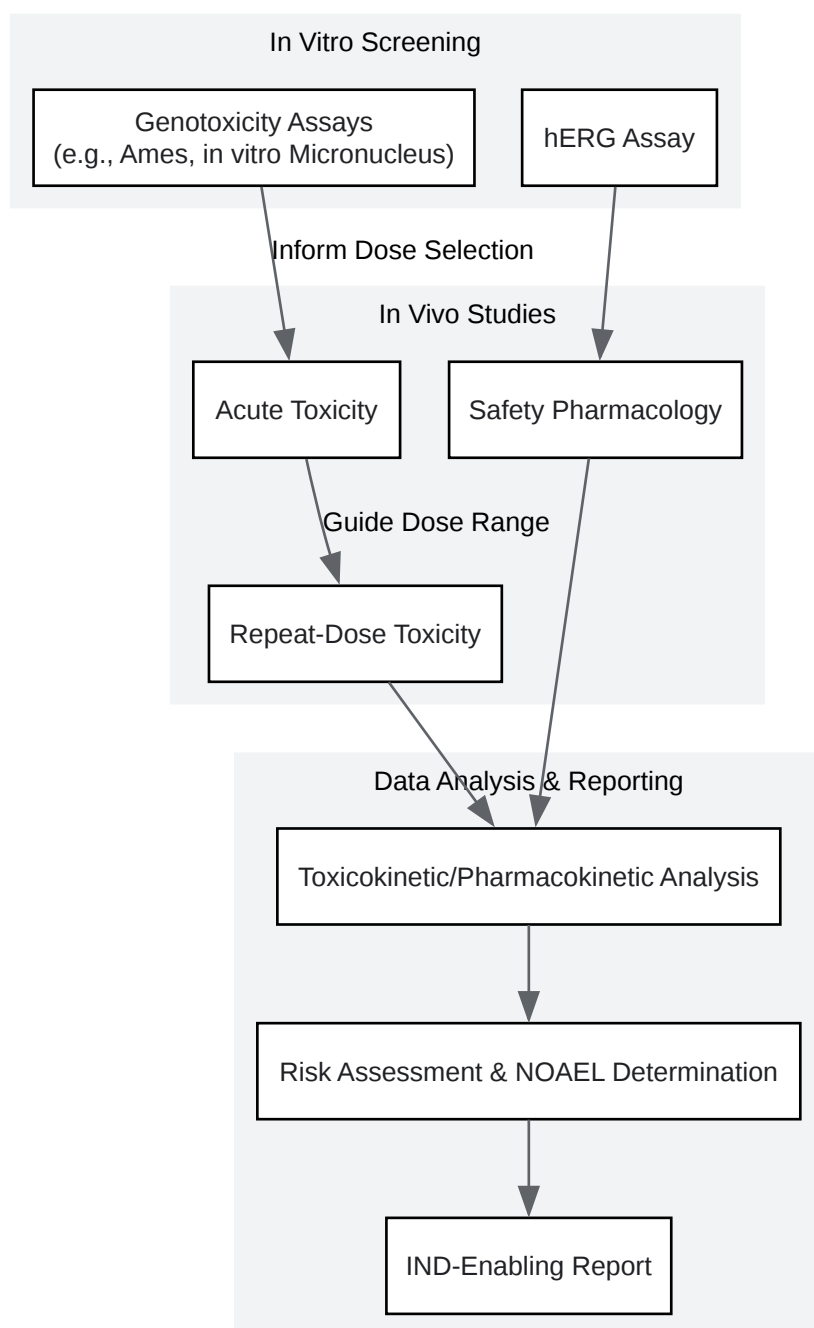 In Vitro Screening
Genotoxicity Assays
(e.g., Ames, in vitro Micronucleus)
hERG Assay
Inform Dose Selection
In Vivo Studies
Acute Toxicity
Safety Pharmacology
Guide Dose Range
Repeat-Dose Toxicity
Data Analysis & Reporting
Toxicokinetic/Pharmacokinetic Analysis
Risk Assessment & NOAEL Determination
IND-Enabling Report